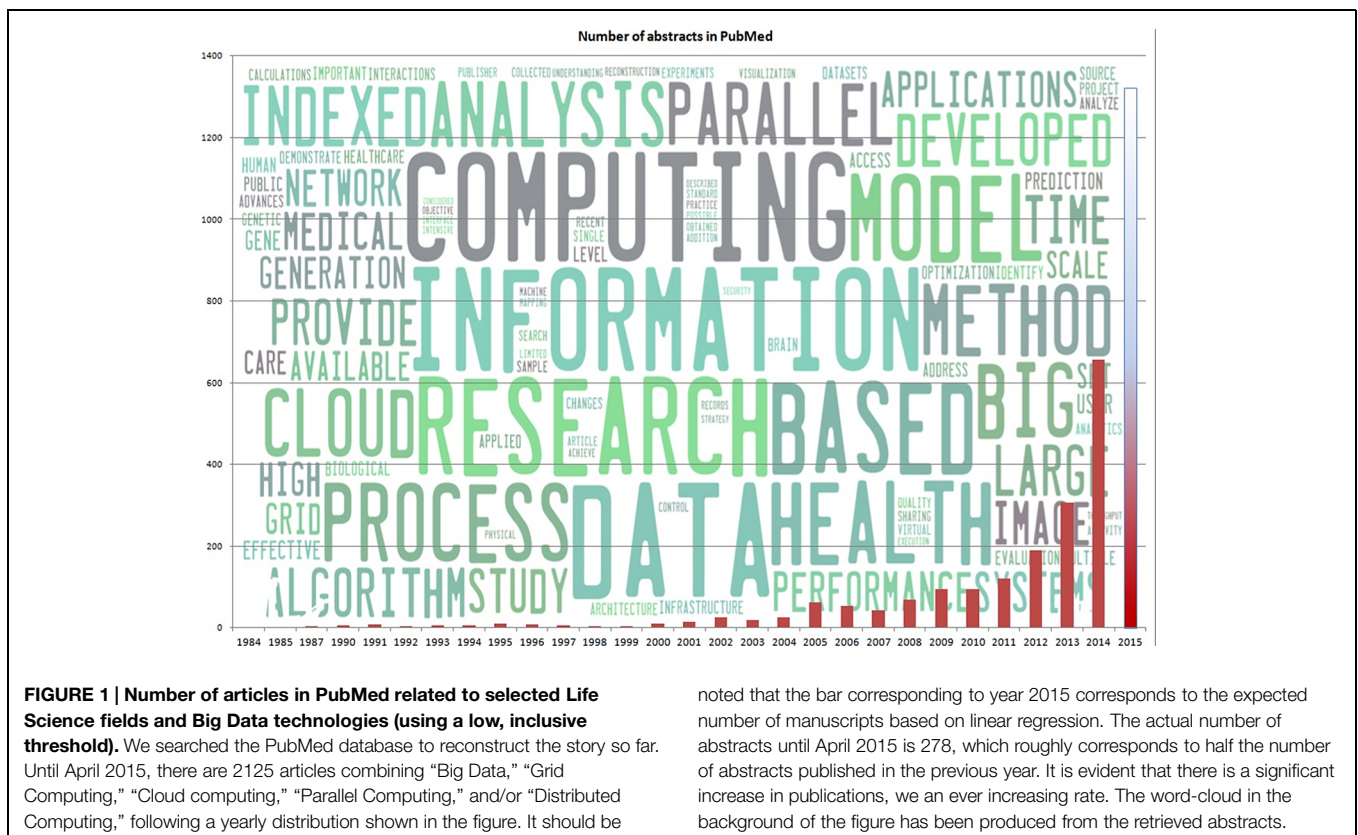 Number of abstracts in PubMed
1400
1200
1000
800
600
400
200
0
CALCULATIONS IMPORTANT INTERACTIONS PUBLISHER COLLECTED UNDERSTANDING RECONSTRUCTION EXPERIMENTS VISUALIZATION DATASETS SOURCE
PROJECT
ANALYZE
INDEXED ANALYSIS PARALLEL APPLICATIONS
DEVELOPED
HUMAN DEMONSTRATE HEALTHCARE
PUBLIC
ADVANCES
NETWORK
COMPUTING
ACCESS
MODEL
PREDICTION
TIME
CONSIDERED
OBJECTIVE
INTERFACE
INTENSIVE
DESCRIBED
STANDARD
PRACTICE
POSSIBLE
OBTAINED
ADDITION
GENETIC
GENE
MEDICAL
RECENT
SINGLE
LEVEL
GENERATION
INFORMATION
OPTIMIZATION IDENTIFY SCALE
MACHINE
MAPPING
SECURITY
METHOD
PROVIDE
SEARCH
BRAIN
LIMITED
SAMPLE
CARE AVAILABLE
ADDRESS
CLOUD
RESEARCH
BASED
BIG
USER
CHANGES
RECORDS
STRATEGY
APPLIED
ARTICLE
ACHIEVE
HIGH
BIOLOGICAL
LARGE
GRID
PROCESS
DATA
HEALTH
IMAGE
CONTROL
QUALITY
SHARING
VIRTUAL
EXECUTION
PHYSICAL
EFFECTIVE
ALGORITHM STUDY
PERFORMANCE SYSTEMS
ARCHITECTURE INFRASTRUCTURE
1984 1985 1987 1990 1991 1992 1993 1994 1995 1996 1997 1998 1999 2000 2001 2002 2003 2004 2005 2006 2007 2008 2009 2010 2011 2012 2013 2014 2015
FIGURE 1 | Number of articles in PubMed related to selected Life
Science fields and Big Data technologies (using a low, inclusive
threshold). We searched the PubMed database to reconstruct the story so far.
Until April 2015, there are 2125 articles combining “Big Data,” “Grid
Computing,” “Cloud computing,” “Parallel Computing,” and/or “Distributed
Computing,” following a yearly distribution shown in the figure. It should be
noted that the bar corresponding to year 2015 corresponds to the expected
number of manuscripts based on linear regression. The actual number of
abstracts until April 2015 is 278, which roughly corresponds to half the number
of abstracts published in the previous year. It is evident that there is a significant
increase in publications, we an ever increasing rate. The word-cloud in the
background of the figure has been produced from the retrieved abstracts.